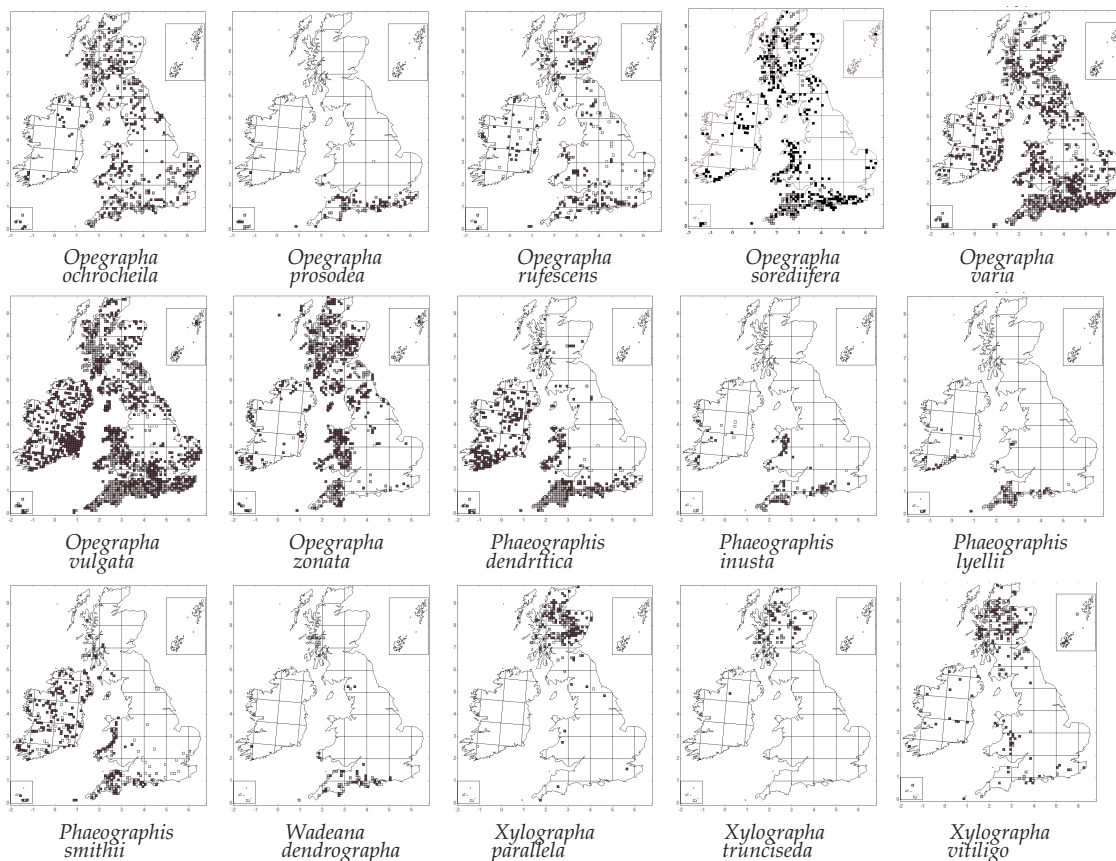 Opegrapha
ochrocheila
Opegrapha
prosodea
Opegrapha
rufescens
Opegrapha
sorediifera
Opegrapha
varia
Opegrapha
vulgata
Opegrapha
zonata
Phaeographis
dendritica
Phaeographis
inusta
Phaeographis
lyellii
Phaeographis
smithii
Wadeana
dendrographa
Xylographa
parallela
Xylographa
trunciseda
Xylographa
vitiligo